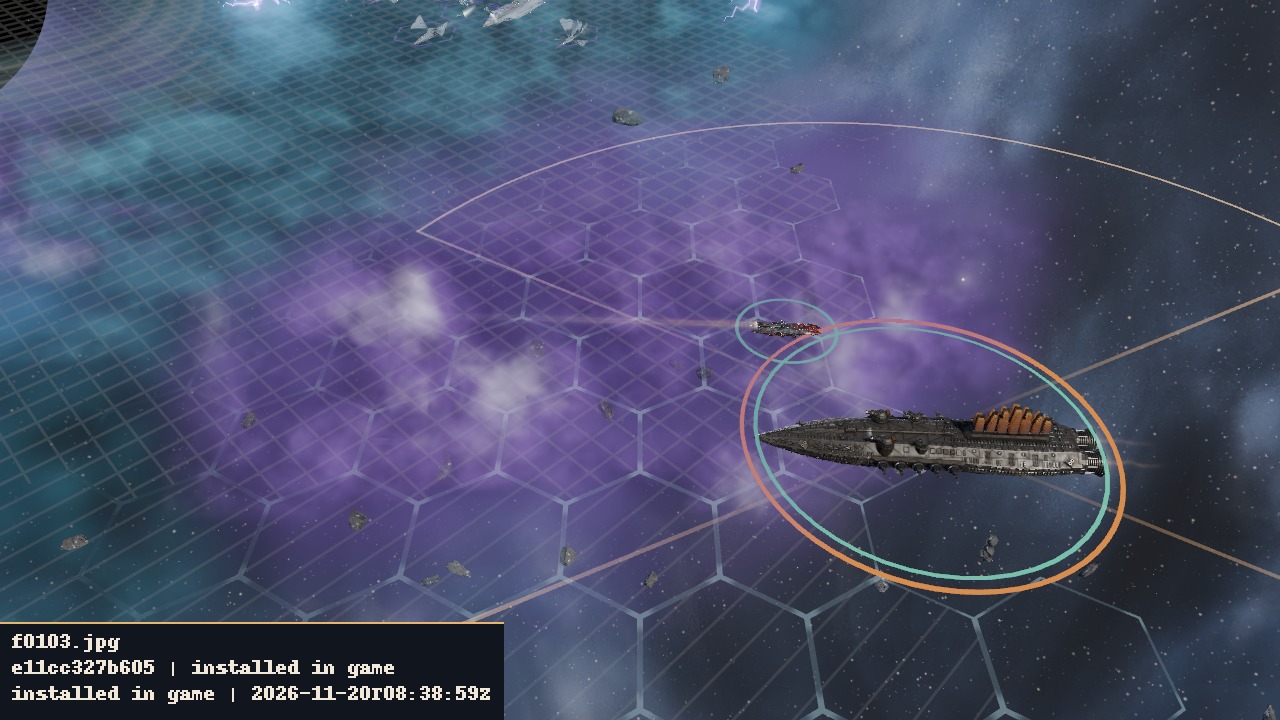 f0103.jpg
e11cc327b605 | installed in game
installed in game | 2026-11-20T08:38:59Z